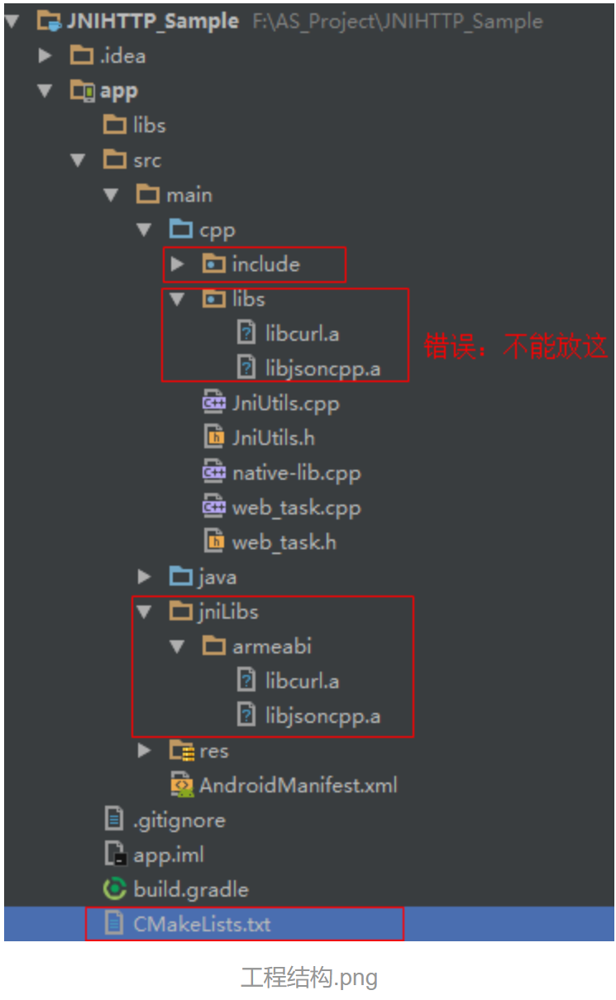 JNIHTTP_Sample F:\AS_Project\JNIHTTP_Sample
.idea
app
libs
src
main
cpp
include
libs
libcurl.a
错误：不能放这
libjsoncpp.a
JniUtils.cpp
JniUtils.h
native-lib.cpp
web_task.cpp
web_task.h
java
jniLibs
armeabi
libcurl.a
libjsoncpp.a
res
AndroidManifest.xml
.gitignore
app.iml
build.gradle
CMakeLists.txt
工程结构.png